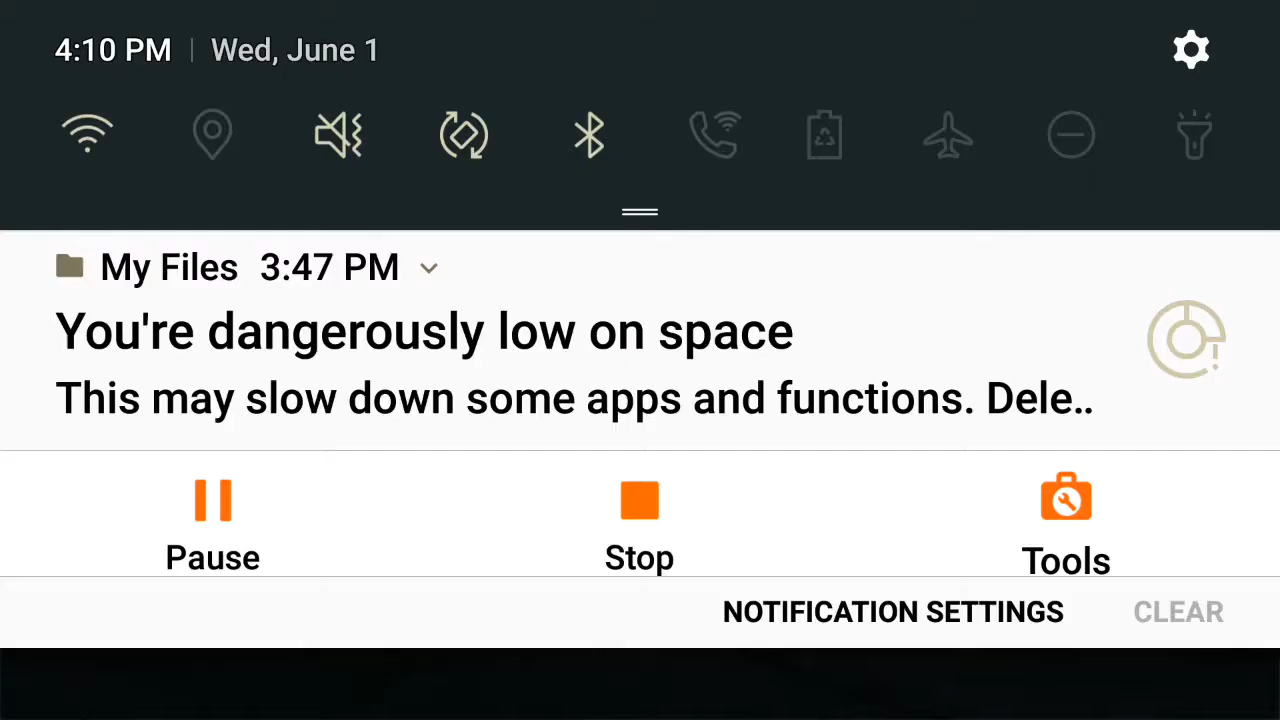 4:10 PM | Wed, June 1
My Files 3:47 PM
You're dangerously low on space
This may slow down some apps and functions. Dele..
Pause Stop Tools
NOTIFICATION SETTINGS CLEAR